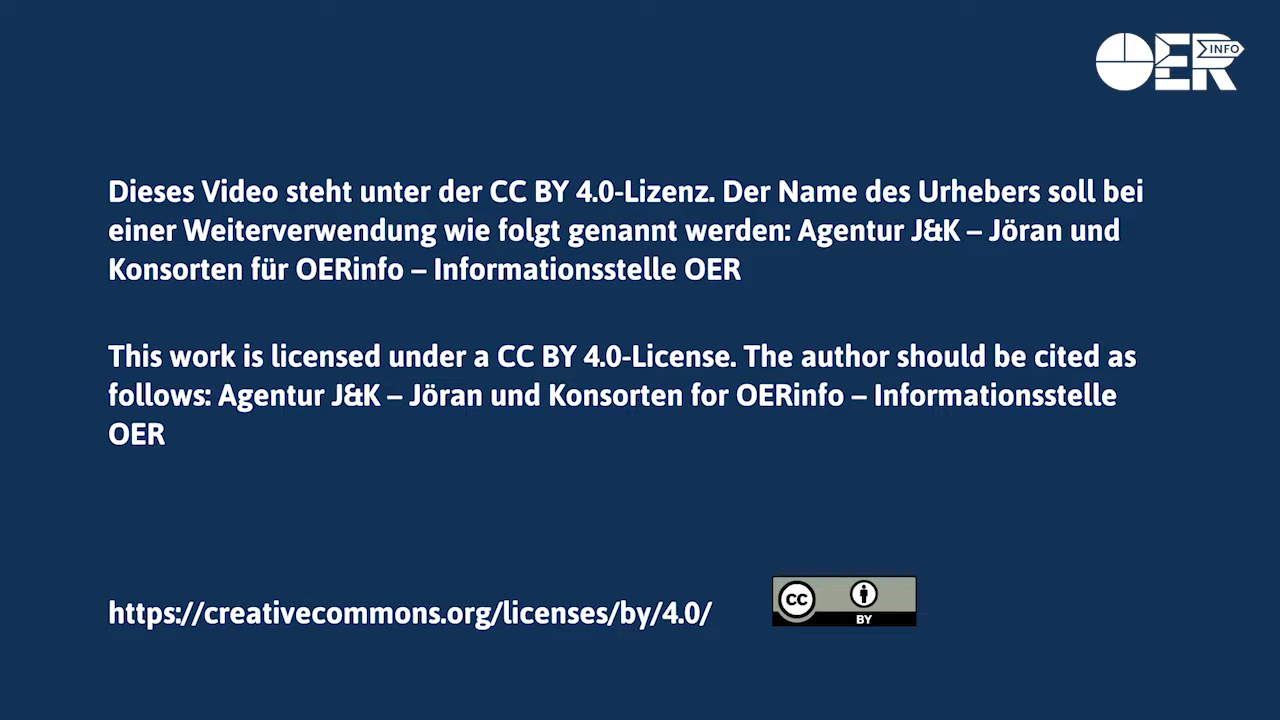 OER INFO
Dieses Video steht unter der CC BY 4.0-Lizenz. Der Name des Urhebers soll bei
einer Weiterverwendung wie folgt genannt werden: Agentur J&K – Jöran und
Konsorten für OERinfo – Informationsstelle OER
This work is licensed under a CC BY 4.0-License. The author should be cited as
follows: Agentur J&K – Jöran und Konsorten for OERinfo – Informationsstelle
OER
https://creativecommons.org/licenses/by/4.0/
cc
BY